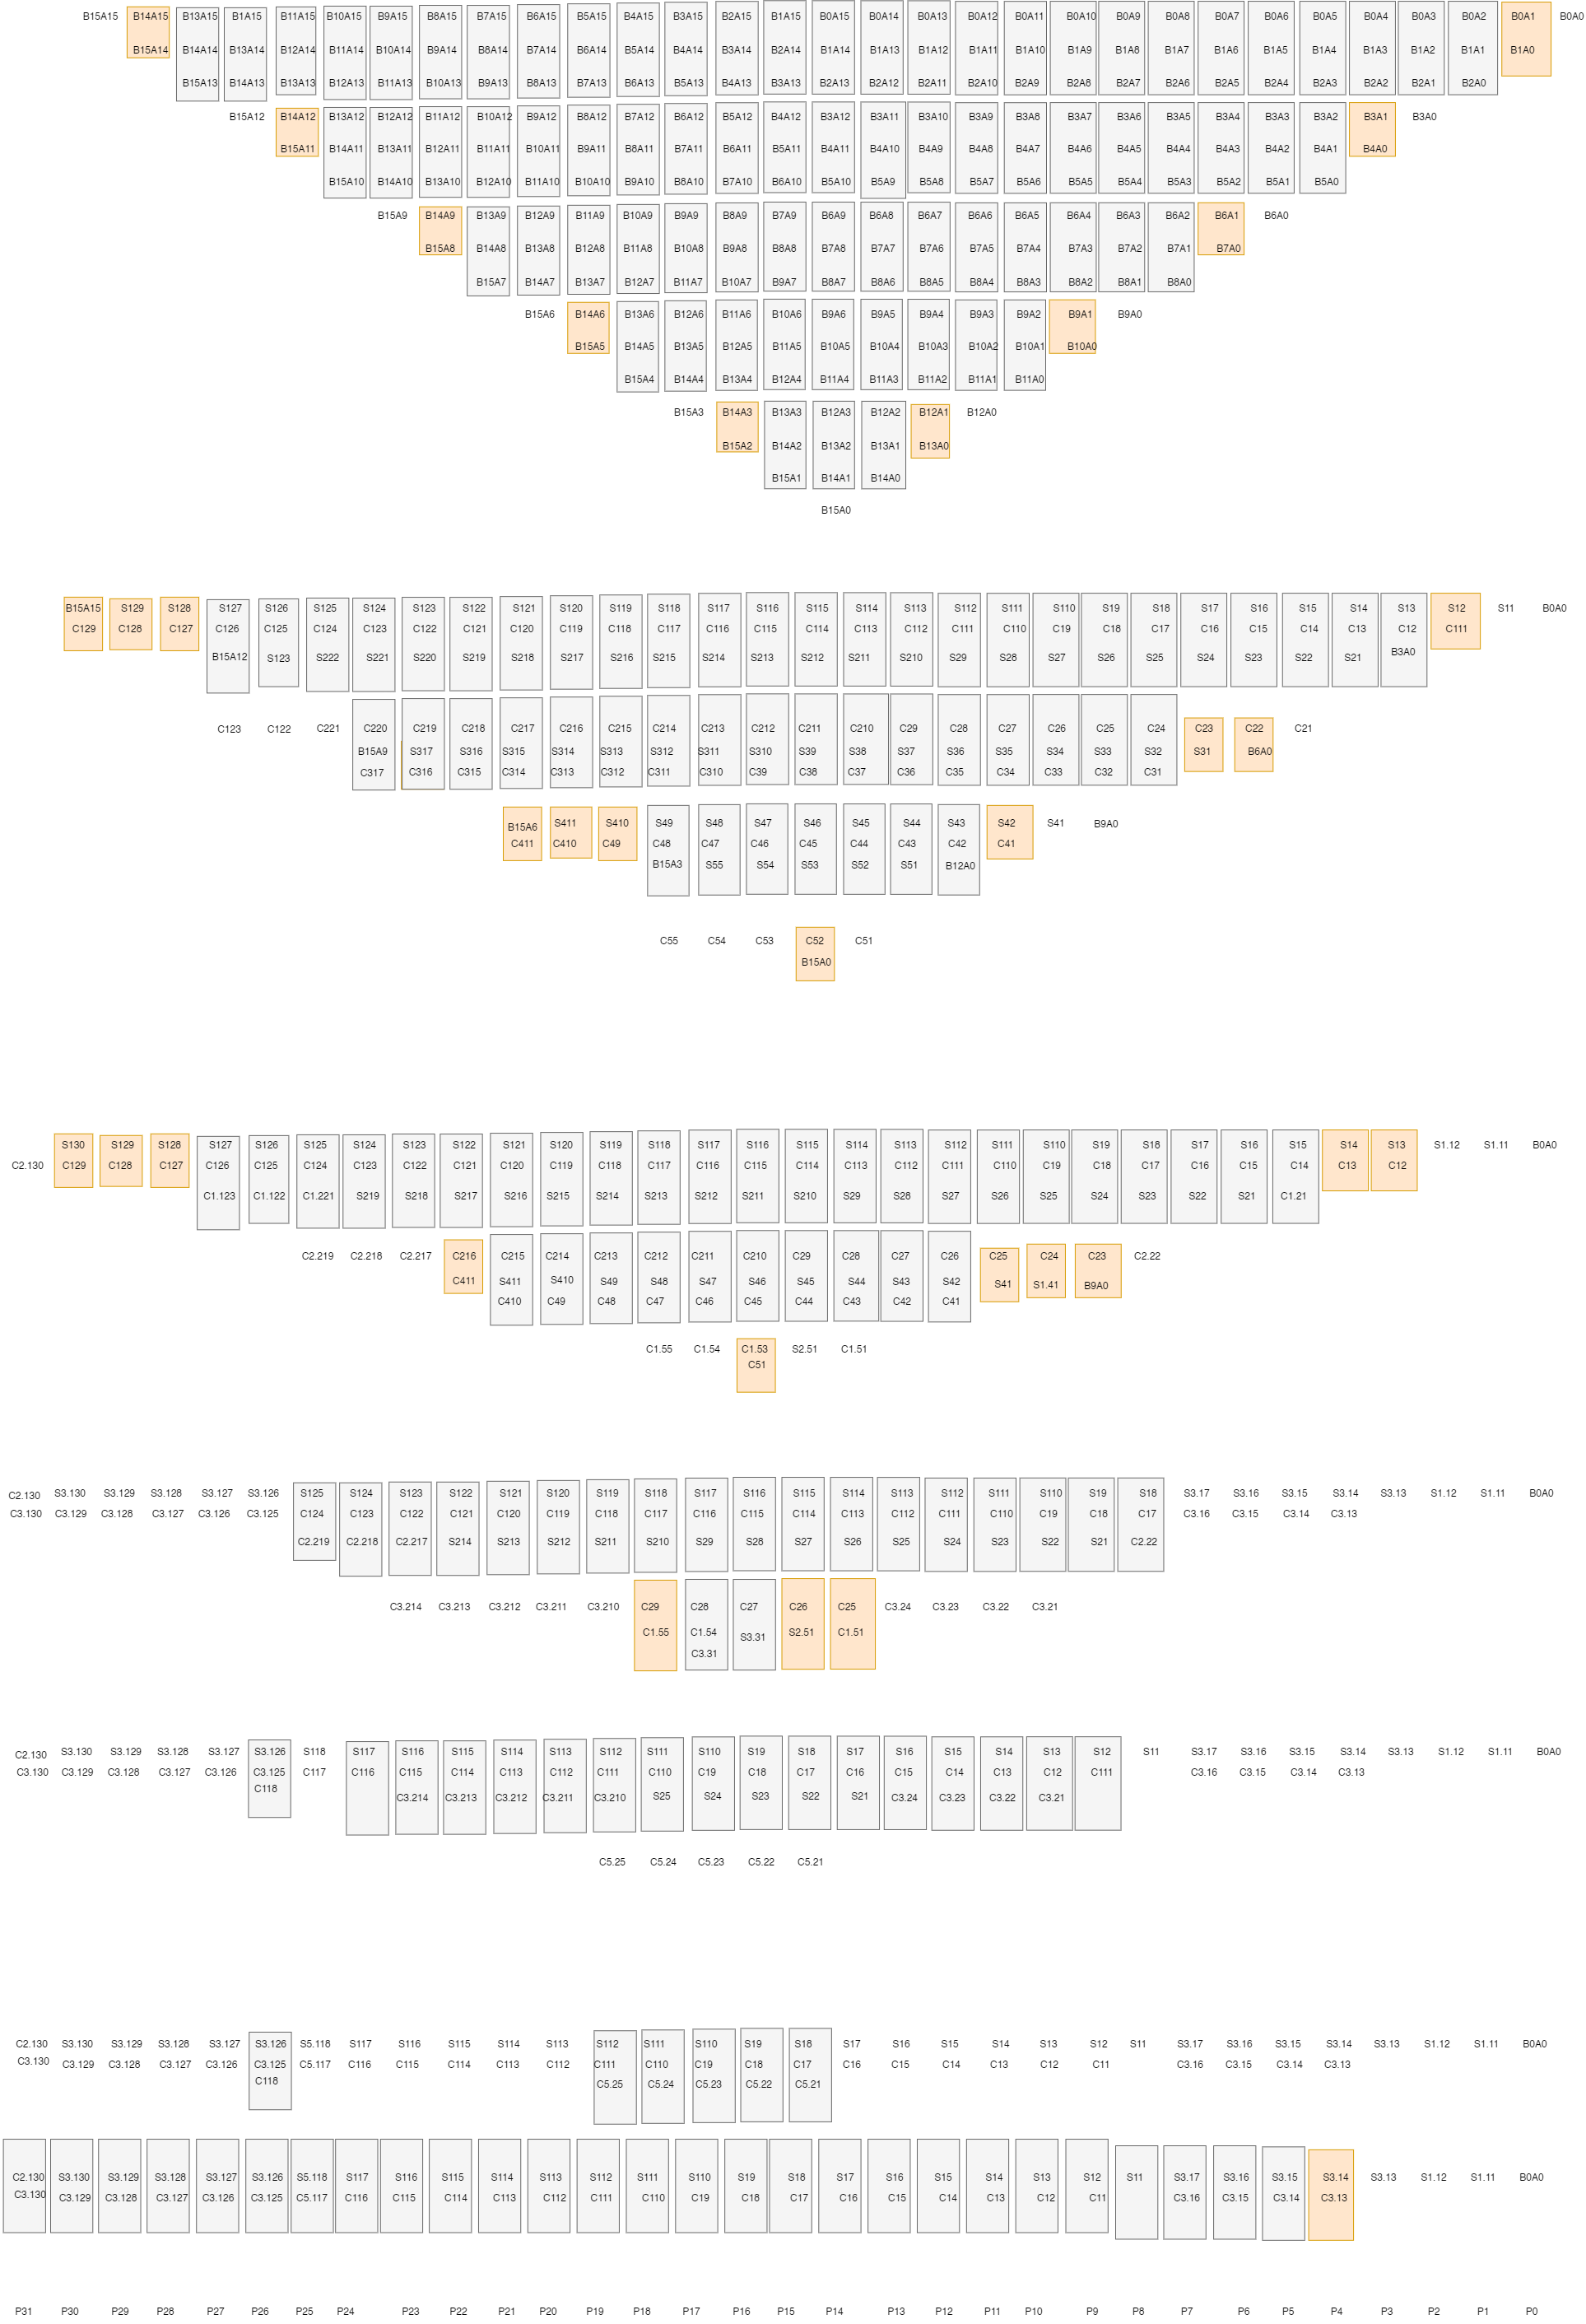 B15A15 B14A15 B13A15 B1A15 B11A15 B10A15 B9A15 B8A15 B7A15 B6A15 B5A15 B4A15 B3A15 B2A15 B1A15 B0A15 B0A14 B0A13 B0A12 B0A11 B0A10 B0A9 B0A8 B0A7 B0A6 B0A5 B0A4 B0A3 B0A2 B0A1 B0A0
B15A14 B14A14 B13A14 B12A14 B11A14 B10A14 B9A14 B8A14 B7A14 B6A14 B5A14 B4A14 B3A14 B2A14 B1A14 B1A13 B1A12 B1A11 B1A10 B1A9 B1A8 B1A7 B1A6 B1A5 B1A4 B1A3 B1A2 B1A1 B1A0
B15A13 B14A13 B13A13 B12A13 B11A13 B10A13 B9A13 B8A13 B7A13 B6A13 B5A13 B4A13 B3A13 B2A13 B2A12 B2A11 B2A10 B2A9 B2A8 B2A7 B2A6 B2A5 B2A4 B2A3 B2A2 B2A1 B2A0
B15A12 B14A12 B13A12 B12A12 B11A12 B10A12 B9A12 B8A12 B7A12 B6A12 B5A12 B4A12 B3A12 B3A11 B3A10 B3A9 B3A8 B3A7 B3A6 B3A5 B3A4 B3A3 B3A2 B3A1 B3A0
B15A11 B14A11 B13A11 B12A11 B11A11 B10A11 B9A11 B8A11 B7A11 B6A11 B5A11 B4A11 B4A10 B4A9 B4A8 B4A7 B4A6 B4A5 B4A4 B4A3 B4A2 B4A1 B4A0
B15A10 B14A10 B13A10 B12A10 B11A10 B10A10 B9A10 B8A10 B7A10 B6A10 B5A10 B5A9 B5A8 B5A7 B5A6 B5A5 B5A4 B5A3 B5A2 B5A1 B5A0
B15A9 B14A9 B13A9 B12A9 B11A9 B10A9 B9A9 B8A9 B7A9 B6A9 B6A8 B6A7 B6A6 B6A5 B6A4 B6A3 B6A2 B6A1 B6A0
B15A8 B14A8 B13A8 B12A8 B11A8 B10A8 B9A8 B8A8 B7A8 B7A7 B7A6 B7A5 B7A4 B7A3 B7A2 B7A1 B7A0
B15A7 B14A7 B13A7 B12A7 B11A7 B10A7 B9A7 B8A7 B8A6 B8A5 B8A4 B8A3 B8A2 B8A1 B8A0
B15A6 B14A6 B13A6 B12A6 B11A6 B10A6 B9A6 B9A5 B9A4 B9A3 B9A2 B9A1 B9A0
B15A5 B14A5 B13A5 B12A5 B11A5 B10A5 B10A4 B10A3 B10A2 B10A1 B10A0
B15A4 B14A4 B13A4 B12A4 B11A4 B11A3 B11A2 B11A1 B11A0
B15A3 B14A3 B13A3 B12A3 B12A2 B12A1 B12A0
B15A2 B14A2 B13A2 B13A1 B13A0
B15A1 B14A1 B14A0
B15A0
B15A15 S129 S128 S127 S126 S125 S124 S123 S122 S121 S120 S119 S118 S117 S116 S115 S114 S113 S112 S111 S110 S19 S18 S17 S16 S15 S14 S13 S12 S11 B0A0
C129 C128 C127 C126 C125 C124 C123 C122 C121 C120 C119 C118 C117 C116 C115 C114 C113 C112 C111 C110 C19 C18 C17 C16 C15 C14 C13 C12 C111
B15A12 S123 S222 S221 S220 S219 S218 S217 S216 S215 S214 S213 S212 S211 S210 S29 S28 S27 S26 S25 S24 S23 S22 S21 B3A0
C123 C122 C221 C220 C219 C218 C217 C216 C215 C214 C213 C212 C211 C210 C29 C28 C27 C26 C25 C24 C23 C22 C21
B15A9 S317 S316 S315 S314 S313 S312 S311 S310 S39 S38 S37 S36 S35 S34 S33 S32 S31 B6A0
C317 C316 C315 C314 C313 C312 C311 C310 C39 C38 C37 C36 C35 C34 C33 C32 C31
B15A6 S411 S410 S49 S48 S47 S46 S45 S44 S43 S42 S41 B9A0
C411 C410 C49 C48 C47 C46 C45 C44 C43 C42 C41
B15A3 S55 S54 S53 S52 S51 B12A0
C55 C54 C53 C52 C51
B15A0
S130 S129 S128 S127 S126 S125 S124 S123 S122 S121 S120 S119 S118 S117 S116 S115 S114 S113 S112 S111 S110 S19 S18 S17 S16 S15 S14 S13 S1.12 S1.11 B0A0
C2.130 C129 C128 C127 C126 C125 C124 C123 C122 C121 C120 C119 C118 C117 C116 C115 C114 C113 C112 C111 C110 C19 C18 C17 C16 C15 C14 C13 C12
C1.123 C1.122 C1.221 S219 S218 S217 S216 S215 S214 S213 S212 S211 S210 S29 S28 S27 S26 S25 S24 S23 S22 S21 C1.21
C2.219 C2.218 C2.217 C216 C215 C214 C213 C212 C211 C210 C29 C28 C27 C26 C25 C24 C23 C2.22
C411 S411 S410 S49 S48 S47 S46 S45 S44 S43 S42 S41 S1.41 B9A0
C410 C49 C48 C47 C46 C45 C44 C43 C42 C41
C1.55 C1.54 C1.53 S2.51 C1.51
C51
C2.130 S3.130 S3.129 S3.128 S3.127 S3.126 S125 S124 S123 S122 S121 S120 S119 S118 S117 S116 S115 S114 S113 S112 S111 S110 S19 S18 S3.17 S3.16 S3.15 S3.14 S3.13 S1.12 S1.11 B0A0
C3.130 C3.129 C3.128 C3.127 C3.126 C3.125 C124 C123 C122 C121 C120 C119 C118 C117 C116 C115 C114 C113 C112 C111 C110 C19 C18 C17 C3.16 C3.15 C3.14 C3.13
C2.219 C2.218 C2.217 S214 S213 S212 S211 S210 S29 S28 S27 S26 S25 S24 S23 S22 S21 C2.22
C3.214 C3.213 C3.212 C3.211 C3.210 C29 C28 C27 C26 C25 C3.24 C3.23 C3.22 C3.21
C1.55 C1.54 S3.31 S2.51 C1.51
C3.31
C2.130 S3.130 S3.129 S3.128 S3.127 S3.126 S118 S117 S116 S115 S114 S113 S112 S111 S110 S19 S18 S17 S16 S15 S14 S13 S12 S11 S3.17 S3.16 S3.15 S3.14 S3.13 S1.12 S1.11 B0A0
C3.130 C3.129 C3.128 C3.127 C3.126 C3.125 C117 C116 C115 C114 C113 C112 C111 C110 C19 C18 C17 C16 C15 C14 C13 C12 C111 C3.16 C3.15 C3.14 C3.13
C118 C3.214 C3.213 C3.212 C3.211 C3.210 S25 S24 S23 S22 S21 C3.24 C3.23 C3.22 C3.21
C5.25 C5.24 C5.23 C5.22 C5.21
C2.130 S3.130 S3.129 S3.128 S3.127 S3.126 S5.118 S117 S116 S115 S114 S113 S112 S111 S110 S19 S18 S17 S16 S15 S14 S13 S12 S11 S3.17 S3.16 S3.15 S3.14 S3.13 S1.12 S1.11 B0A0
C3.130 C3.129 C3.128 C3.127 C3.126 C3.125 C5.117 C116 C115 C114 C113 C112 C111 C110 C19 C18 C17 C16 C15 C14 C13 C12 C11 C3.16 C3.15 C3.14 C3.13
C118 C5.25 C5.24 C5.23 C5.22 C5.21
C2.130 S3.130 S3.129 S3.128 S3.127 S3.126 S5.118 S117 S116 S115 S114 S113 S112 S111 S110 S19 S18 S17 S16 S15 S14 S13 S12 S11 S3.17 S3.16 S3.15 S3.14 S3.13 S1.12 S1.11 B0A0
C3.130 C3.129 C3.128 C3.127 C3.126 C3.125 C5.117 C116 C115 C114 C113 C112 C111 C110 C19 C18 C17 C16 C15 C14 C13 C12 C11 C3.16 C3.15 C3.14 C3.13
P31 P30 P29 P28 P27 P26 P25 P24 P23 P22 P21 P20 P19 P18 P17 P16 P15 P14 P13 P12 P11 P10 P9 P8 P7 P6 P5 P4 P3 P2 P1 P0